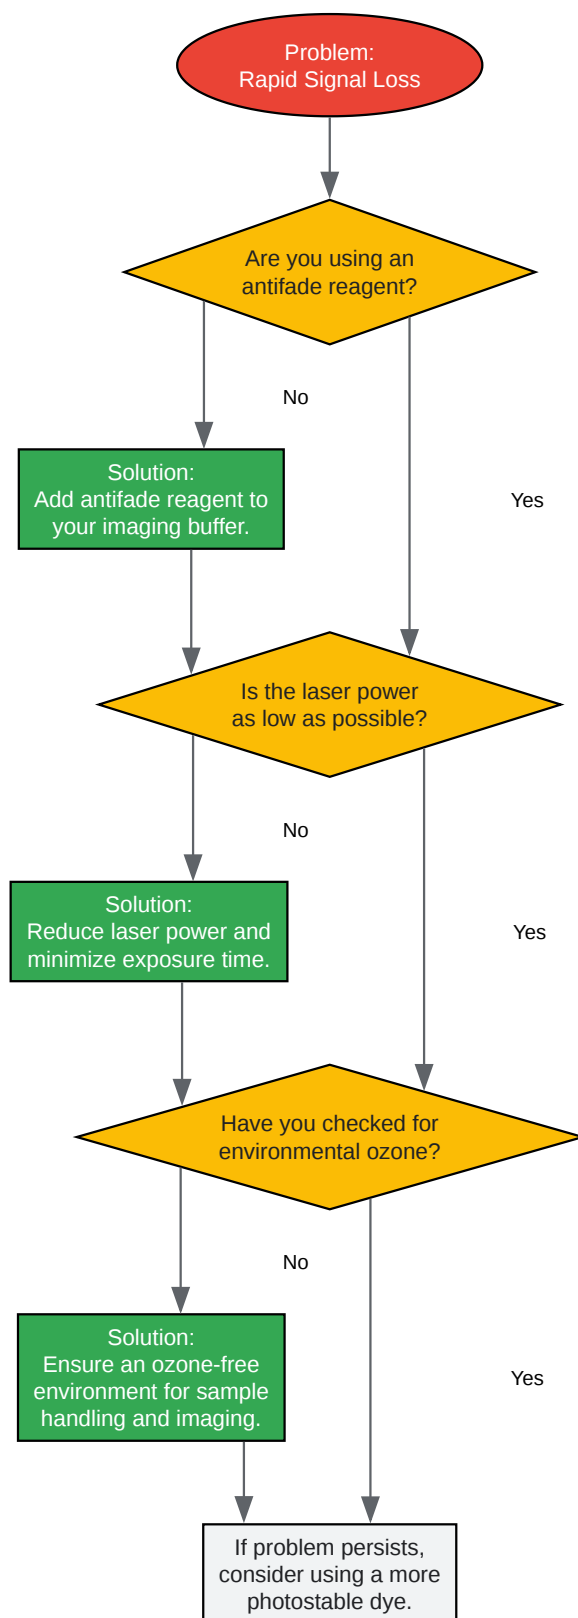 Problem:
Rapid Signal Loss
Are you using an
antifade reagent?
No
Solution:
Add antifade reagent to
your imaging buffer.
Yes
Is the laser power
as low as possible?
No
Solution:
Reduce laser power and
minimize exposure time.
Yes
Have you checked for
environmental ozone?
No
Solution:
Ensure an ozone-free
environment for sample
handling and imaging.
Yes
If problem persists,
consider using a more
photostable dye.